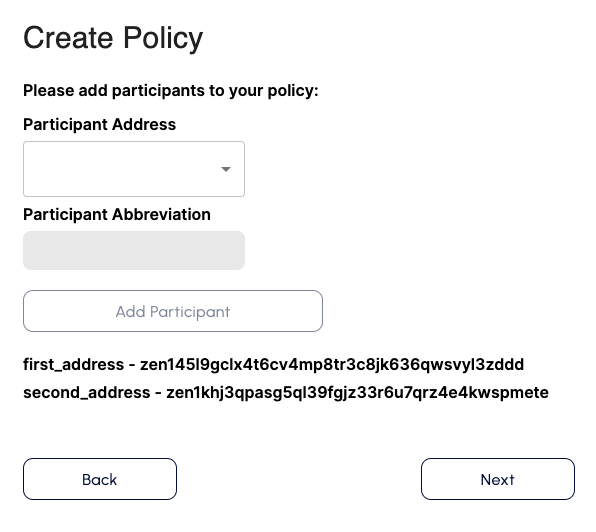 Create Policy
Please add participants to your policy:
Participant Address
Participant Abbreviation
Add Participant
first_address - zen145l9gclx4t6cv4mp8tr3c8jk636qwsvyl3zddd
second_address - zen1khj3qpasg5ql39fgjz33r6u7qrz4e4kwspmete
Back
Next